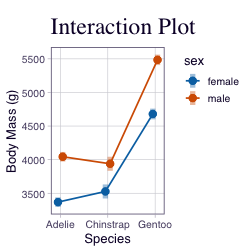 Interaction Plot
Body Mass (g)
5500
5000
4500
4000
3500
Adelie Chinstrap Gentoo
Species
sex
female
male